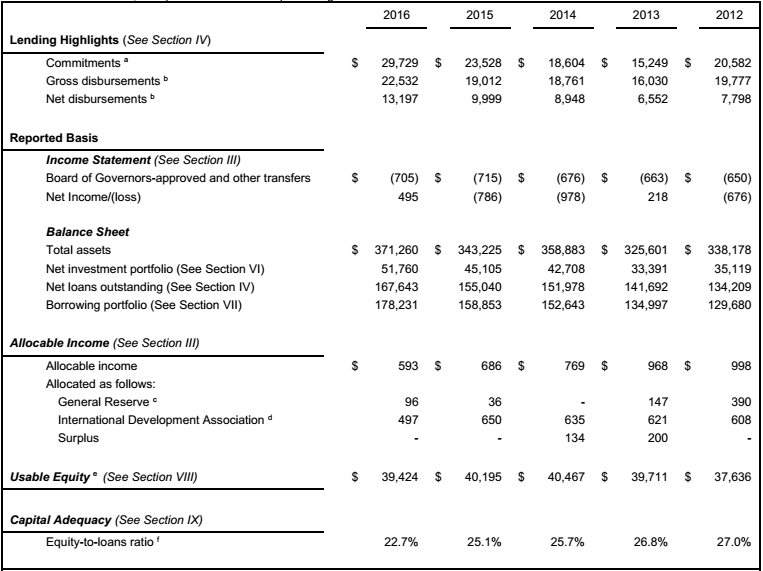 2016 2015 2014 2013 2012
Lending Highlights (See Section IV)
Commitments ᵃ $ 29,729 $ 23,528 $ 18,604 $ 15,249 $ 20,582
Gross disbursements ᵇ 22,532 19,012 18,761 16,030 19,777
Net disbursements ᵇ 13,197 9,999 8,948 6,552 7,798
Reported Basis
Income Statement (See Section III)
Board of Governors-approved and other transfers $ (705) $ (715) $ (676) $ (663) $ (650)
Net Income/(loss) 495 (786) (978) 218 (676)
Balance Sheet
Total assets $ 371,260 $ 343,225 $ 358,883 $ 325,601 $ 338,178
Net investment portfolio (See Section VI) 51,760 45,105 42,708 33,391 35,119
Net loans outstanding (See Section IV) 167,643 155,040 151,978 141,692 134,209
Borrowing portfolio (See Section VII) 178,231 158,853 152,643 134,997 129,680
Allocable Income (See Section III)
Allocable income $ 593 $ 686 $ 769 $ 968 $ 998
Allocated as follows:
General Reserve ᶜ 96 36 - 147 390
International Development Association ᵈ 497 650 635 621 608
Surplus - - 134 200 -
Usable Equity ᵉ (See Section VIII) $ 39,424 $ 40,195 $ 40,467 $ 39,711 $ 37,636
Capital Adequacy (See Section IX)
Equity-to-loans ratio ᶠ 22.7% 25.1% 25.7% 26.8% 27.0%